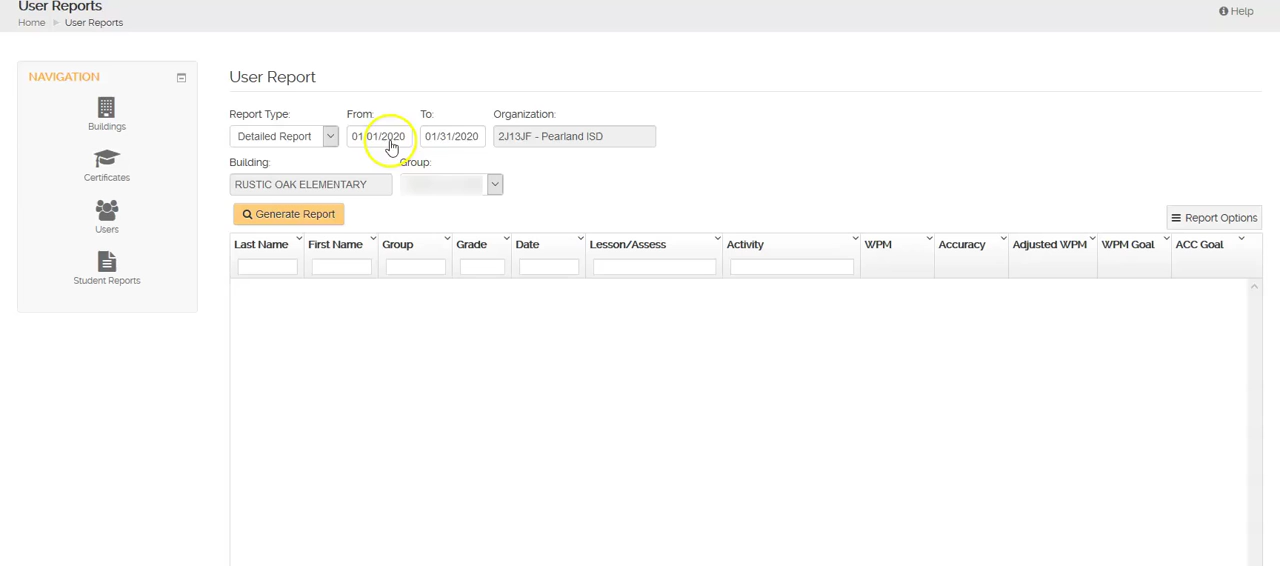 User Reports
Home User Reports
Help
NAVIGATION
Buildings
Certificates
Users
Student Reports
User Report
Report Type: From: To: Organization:
Detailed Report 01/01/2020 01/31/2020 2J13JF - Pearland ISD
Building: Group:
RUSTIC OAK ELEMENTARY
Generate Report
Report Options
Last Name First Name Group Grade Date Lesson/Assess Activity WPM Accuracy Adjusted WPM WPM Goal ACC Goal